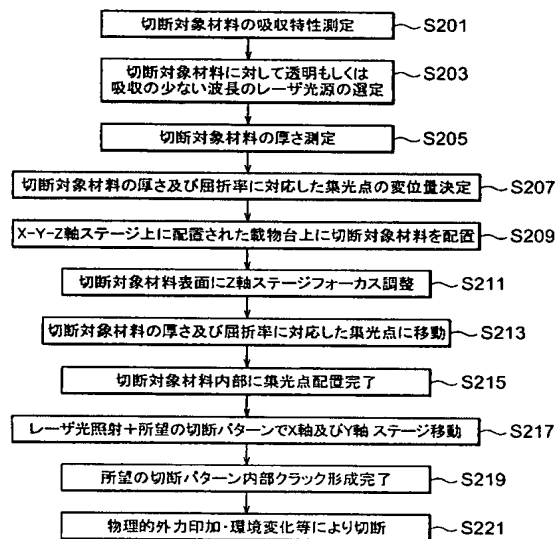 切断対象材料の吸収特性測定 S201
切断対象材料に対して透明もしくは
吸収の少ない波長のレーザ光源の選定 S203
切断対象材料の厚さ測定 S205
切断対象材料の厚さ及び屈折率に対応した集光点の変位量決定 S207
X-Y-Z軸ステージ上に配置された載物台上に切断対象材料を配置 S209
切断対象材料表面にZ軸ステージフォーカス調整 S211
切断対象材料の厚さ及び屈折率に対応した集光点に移動 S213
切断対象材料内部に集光点配置完了 S215
レーザ光照射+所望の切断パターンでX軸及びY軸 ステージ移動 S217
所望の切断パターン内部クラック形成完了 S219
物理的外力印加・環境変化等により切断 S221